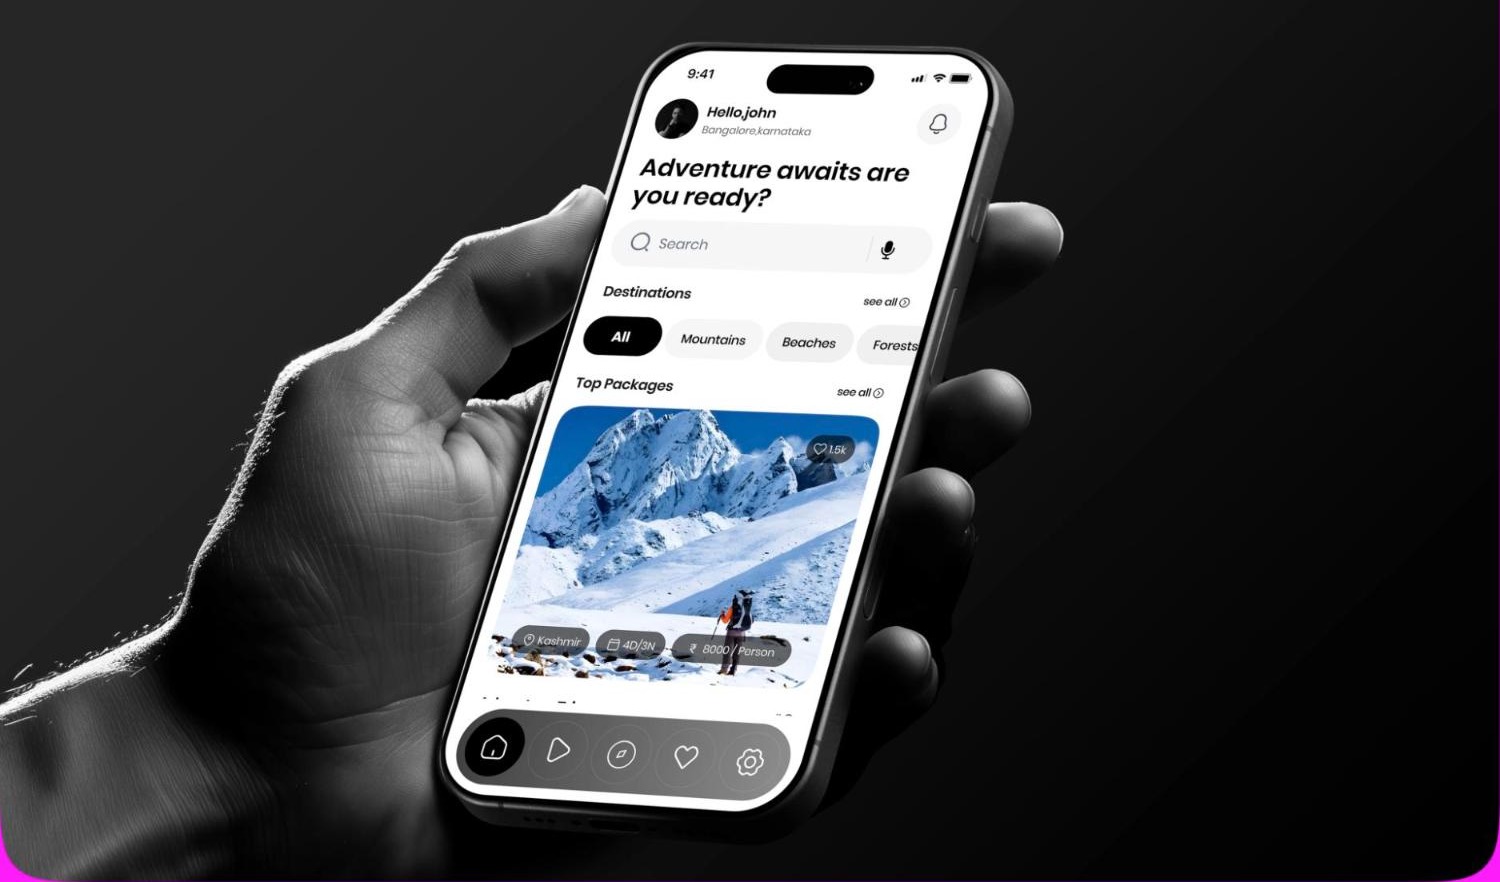 9:41
Hello,john
Bangalore,karnataka
Adventure awaits are
you ready?
Search
Destinations
see all
All
Mountains
Beaches
Forests
Top Packages
see all
1.5k
Kashmir
4D/3N
₹ 8000 / Person